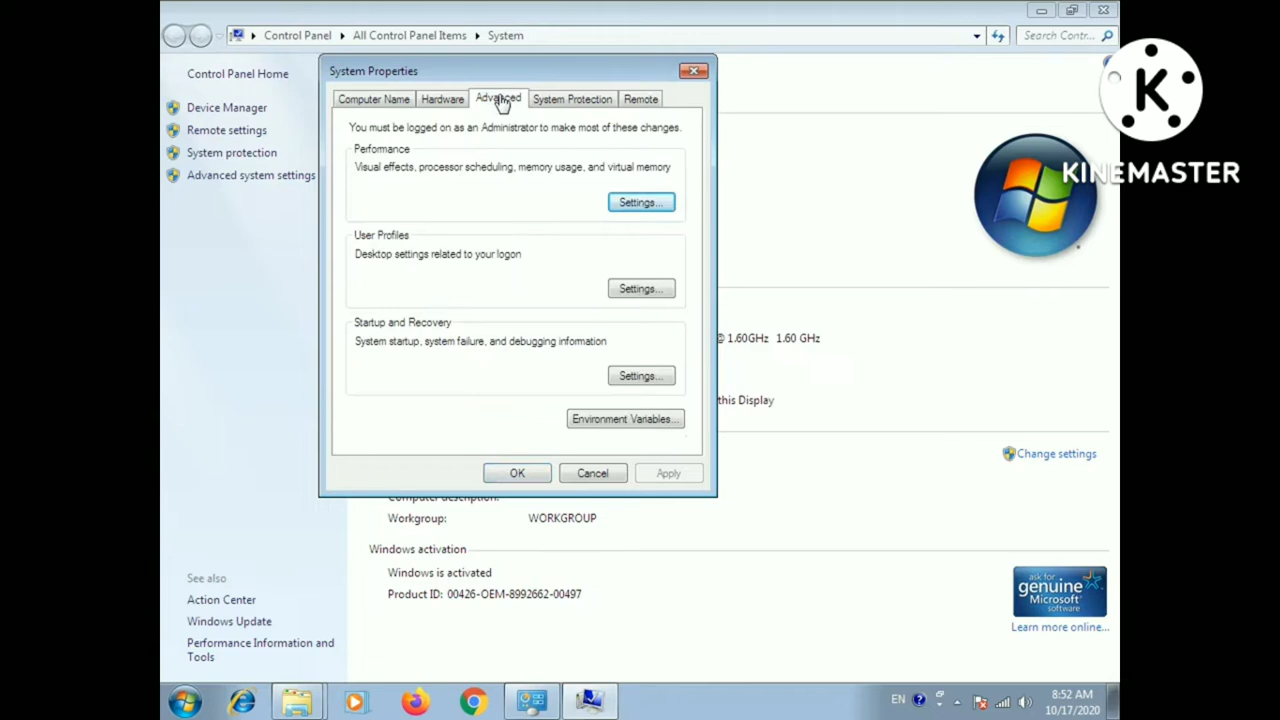 Control Panel
All Control Panel Items
System
Search Contr...
Control Panel Home
Device Manager
Remote settings
System protection
Advanced system settings
System Properties
Computer Name
Hardware
Advanced
System Protection
Remote
You must be logged on as an Administrator to make most of these changes.
Performance
Visual effects, processor scheduling, memory usage, and virtual memory
Settings...
User Profiles
Desktop settings related to your logon
Settings...
Startup and Recovery
System startup, system failure, and debugging information
Settings...
Environment Variables...
OK
Cancel
Apply
K
KINEMASTER
@ 1.60GHz 1.60 GHz
this Display
Change settings
Computer description:
Workgroup: WORKGROUP
Windows activation
Windows is activated
Product ID: 00426-OEM-8992662-00497
ask for
genuine
Microsoft
software
Learn more online...
See also
Action Center
Windows Update
Performance Information and
Tools
EN
8:52 AM
10/17/2020